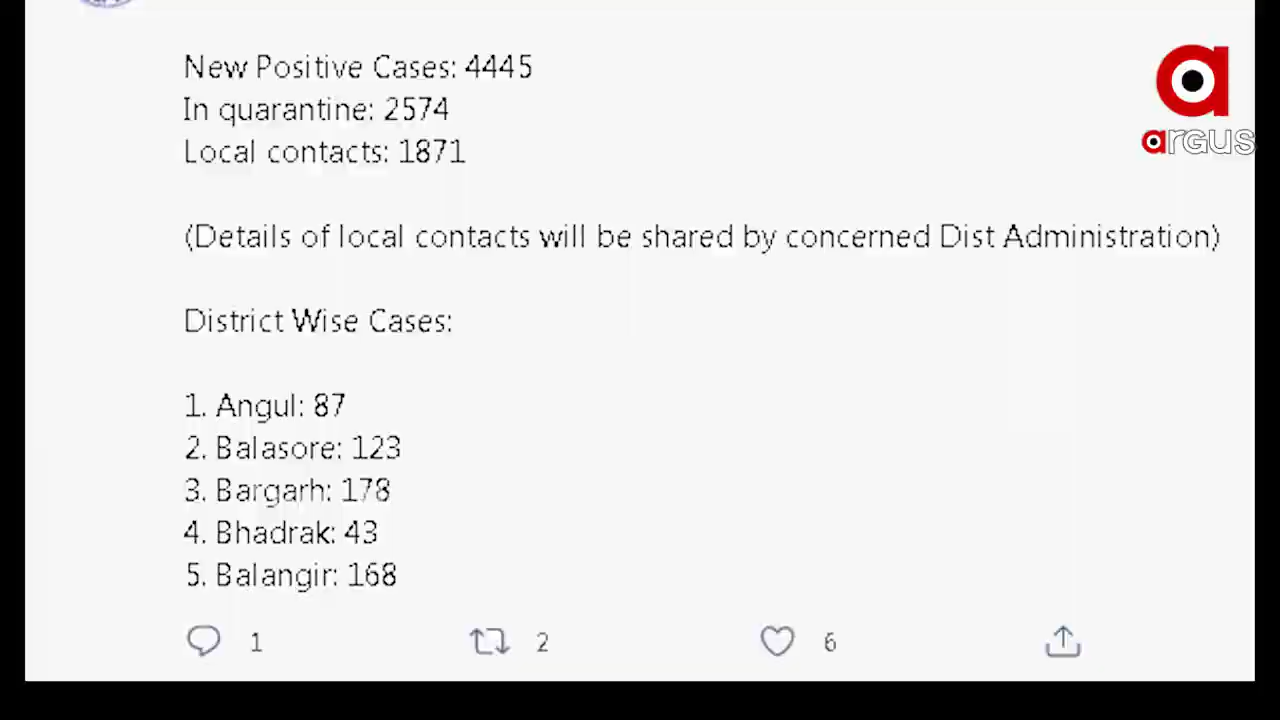 New Positive Cases: 4445
In quarantine: 2574
Local contacts: 1871
(Details of local contacts will be shared by concerned Dist Administration)
District Wise Cases:
1. Angul: 87
2. Balasore: 123
3. Bargarh: 178
4. Bhadrak: 43
5. Balangir: 168
1 2 6
a
argus